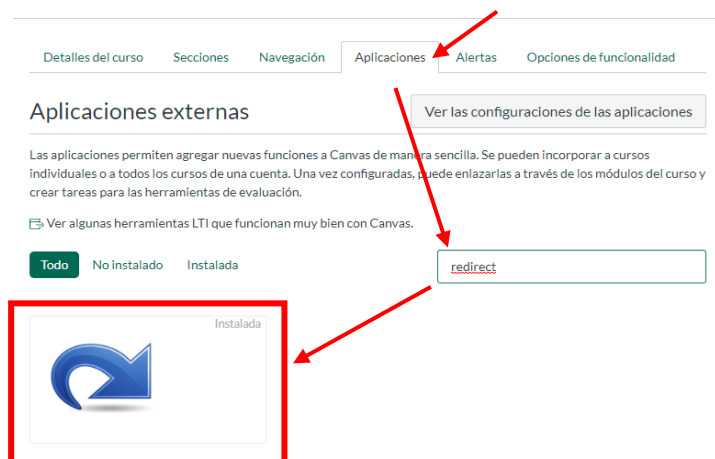 Detalles del curso Secciones Navegación Aplicaciones Alertas Opciones de funcionalidad
Aplicaciones externas
Ver las configuraciones de las aplicaciones
Las aplicaciones permiten agregar nuevas funciones a Canvas de manera sencilla. Se pueden incorporar a cursos
individuales o a todos los cursos de una cuenta. Una vez configuradas, puede enlazarlas a través de los módulos del curso y
crear tareas para las herramientas de evaluación.
Ver algunas herramientas LTI que funcionan muy bien con Canvas.
Todo No instalado Instalada
redirect
Instalada